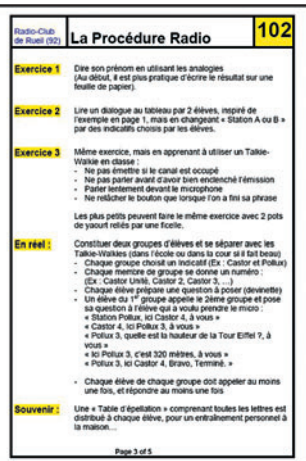 Radio-Club
de Rueil (92)
La Procédure Radio
102
Exercice 1
Dire son prénom en utilisant les analogies
(Au début, il est plus pratique d'écrire le résultat sur une
feuille de papier).
Exercice 2
Lire un dialogue au tableau par 2 élèves, inspiré de
l'exemple en page 1, mais en changeant « Station A ou B »
par des indicatifs choisis par les élèves.
Exercice 3
Même exercice, mais en apprenant à utiliser un Talkie-
Walkie en classe :
- Ne pas émettre si le canal est occupé
- Ne pas parler avant d'avoir bien enclenché l'émission
- Parler lentement devant le microphone
- Ne relâcher le bouton que lorsque l'on a fini sa phrase
Les plus petits peuvent faire le même exercice avec 2 pots
de yaourt reliés par une ficelle.
En réel :
Constituer deux groupes d'élèves et se séparer avec les
Talkie-Walkies (dans l'école ou dans la cour si il fait beau)
- Chaque groupe choisit un Indicatif (Ex : Castor et Pollux)
- Chaque membre de groupe se donne un numéro :
(Ex : Castor Unité, Castor 2, Castor 3, ...)
- Chaque élève prépare une question à poser (devinette)
- Un élève du 1er groupe appelle le 2ème groupe et pose
sa question à l'élève qui a voulu prendre le micro :
« Station Pollux, ici Castor 4, à vous »
« Castor 4, ici Pollux 3, à vous »
« Pollux 3, quelle est la hauteur de la Tour Eiffel ?, à
vous »
« Ici Pollux 3, c'est 320 mètres, à vous »
« Pollux 3, ici Castor 4, Bravo, Terminé. »
- Chaque élève de chaque groupe doit appeler au moins
une fois, et répondre au moins une fois
Souvenir :
Une « Table d'épellation » comprenant toutes les lettres est
distribué à chaque élève, pour un entraînement personnel à
la maison...
Page 3 of 5